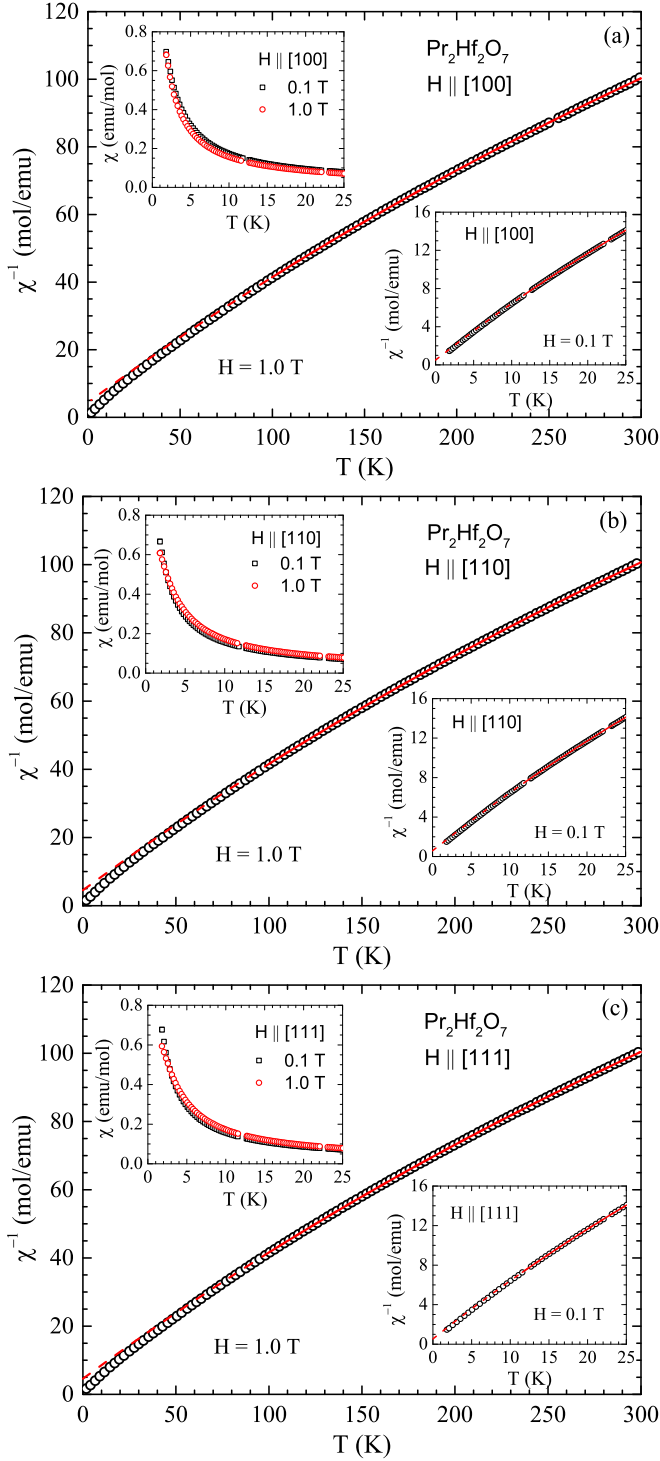 (a)
Pr₂Hf₂O₇
H || [100]
χ⁻¹ (mol/emu)
120
100
80
60
40
20
0
0 50 100 150 200 250 300
T (K)
H = 1.0 T
χ (emu/mol)
0.8
0.6
0.4
0.2
0.0
0 5 10 15 20 25
T (K)
H || [100]
0.1 T
1.0 T
χ⁻¹ (mol/emu)
16
12
8
4
0
0 5 10 15 20 25
T (K)
H || [100]
H = 0.1 T
(b)
Pr₂Hf₂O₇
H || [110]
χ⁻¹ (mol/emu)
120
100
80
60
40
20
0
0 50 100 150 200 250 300
T (K)
H = 1.0 T
χ (emu/mol)
0.8
0.6
0.4
0.2
0.0
0 5 10 15 20 25
T (K)
H || [110]
0.1 T
1.0 T
χ⁻¹ (mol/emu)
16
12
8
4
0
0 5 10 15 20 25
T (K)
H || [110]
H = 0.1 T
(c)
Pr₂Hf₂O₇
H || [111]
χ⁻¹ (mol/emu)
120
100
80
60
40
20
0
0 50 100 150 200 250 300
T (K)
H = 1.0 T
χ (emu/mol)
0.8
0.6
0.4
0.2
0.0
0 5 10 15 20 25
T (K)
H || [111]
0.1 T
1.0 T
χ⁻¹ (mol/emu)
16
12
8
4
0
0 5 10 15 20 25
T (K)
H || [111]
H = 0.1 T